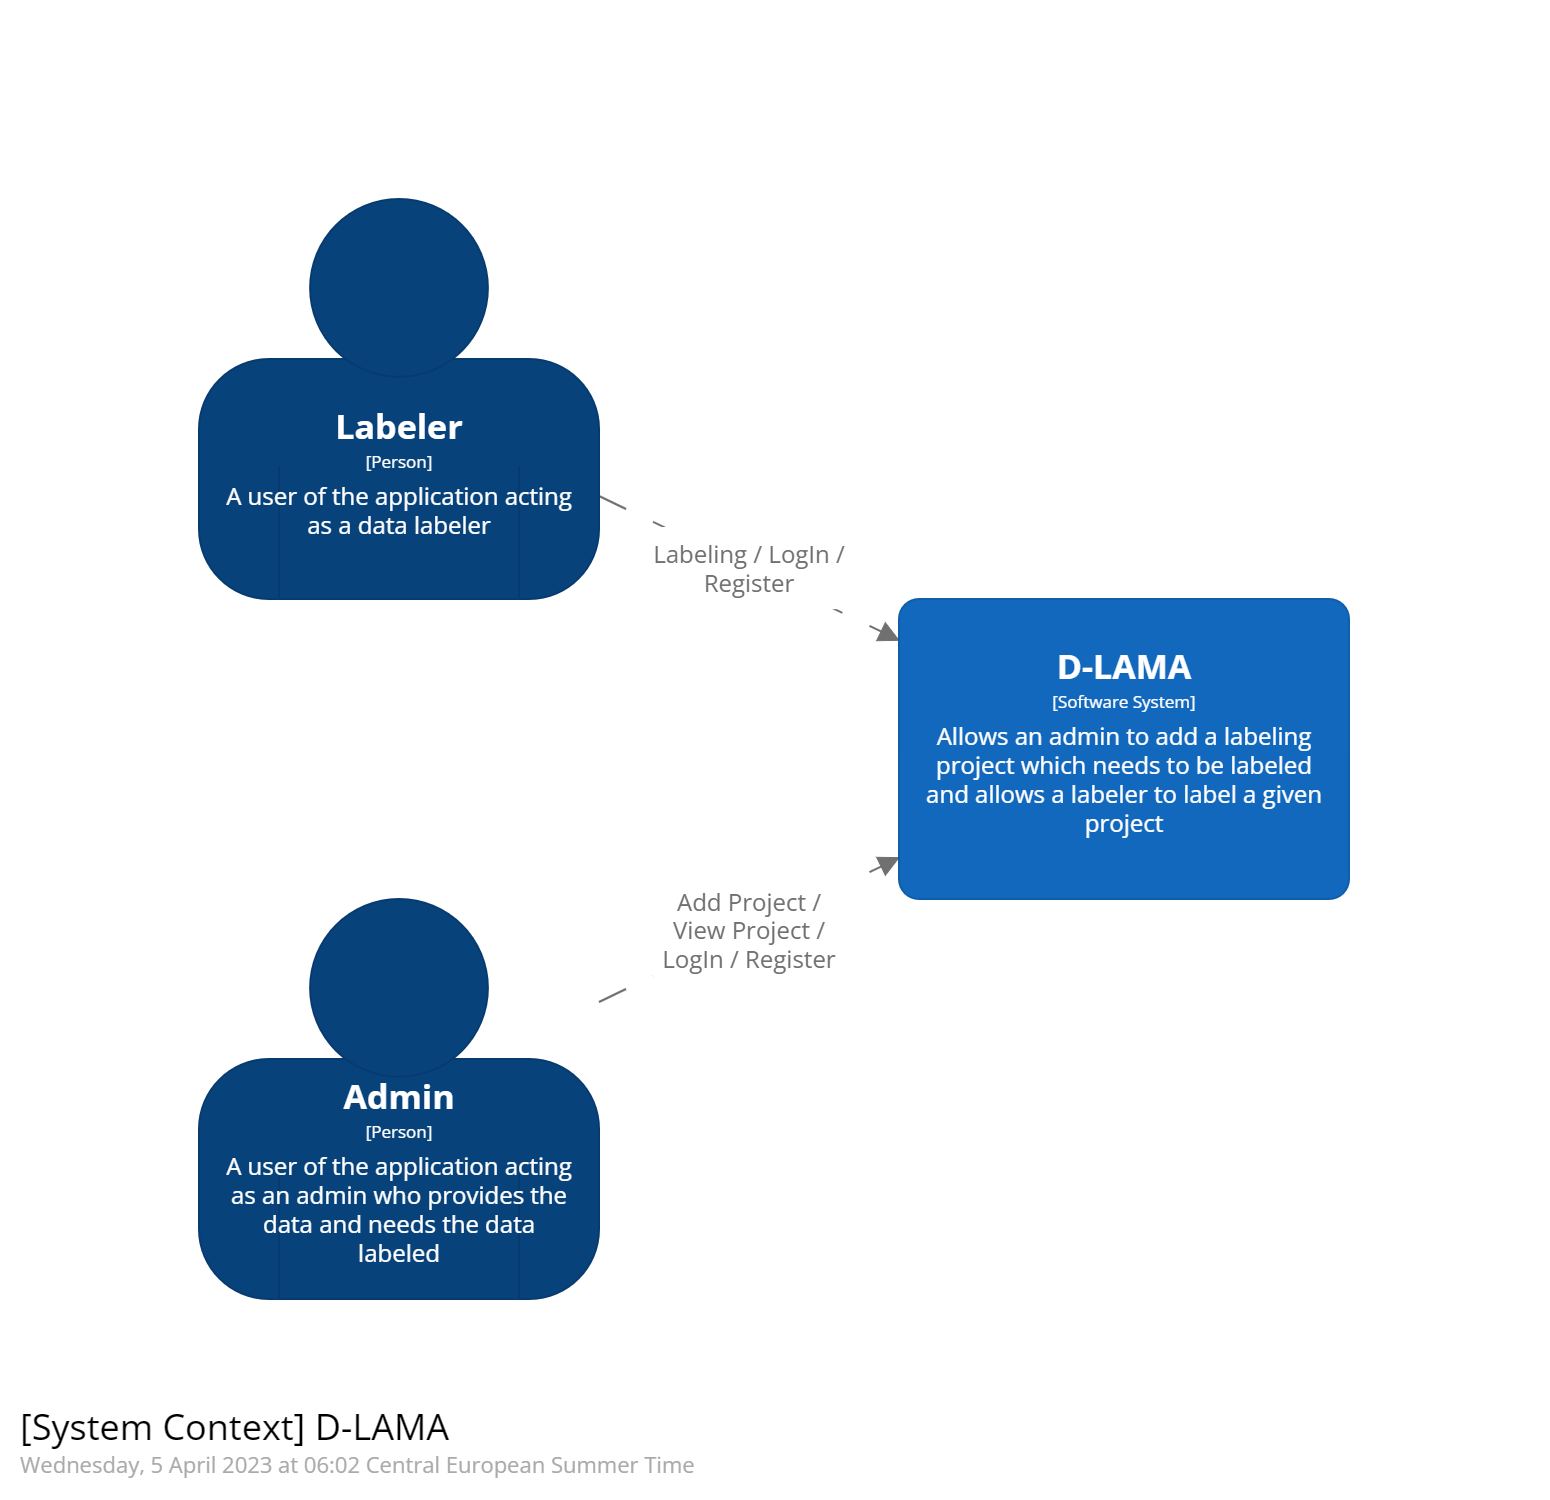 Labeler
[Person]
A user of the application acting
as a data labeler
Labeling / LogIn /
Register
D-LAMA
[Software System]
Allows an admin to add a labeling
project which needs to be labeled
and allows a labeler to label a given
project
Add Project /
View Project /
LogIn / Register
Admin
[Person]
A user of the application acting
as an admin who provides the
data and needs the data
labeled
[System Context] D-LAMA
Wednesday, 5 April 2023 at 06:02 Central European Summer Time